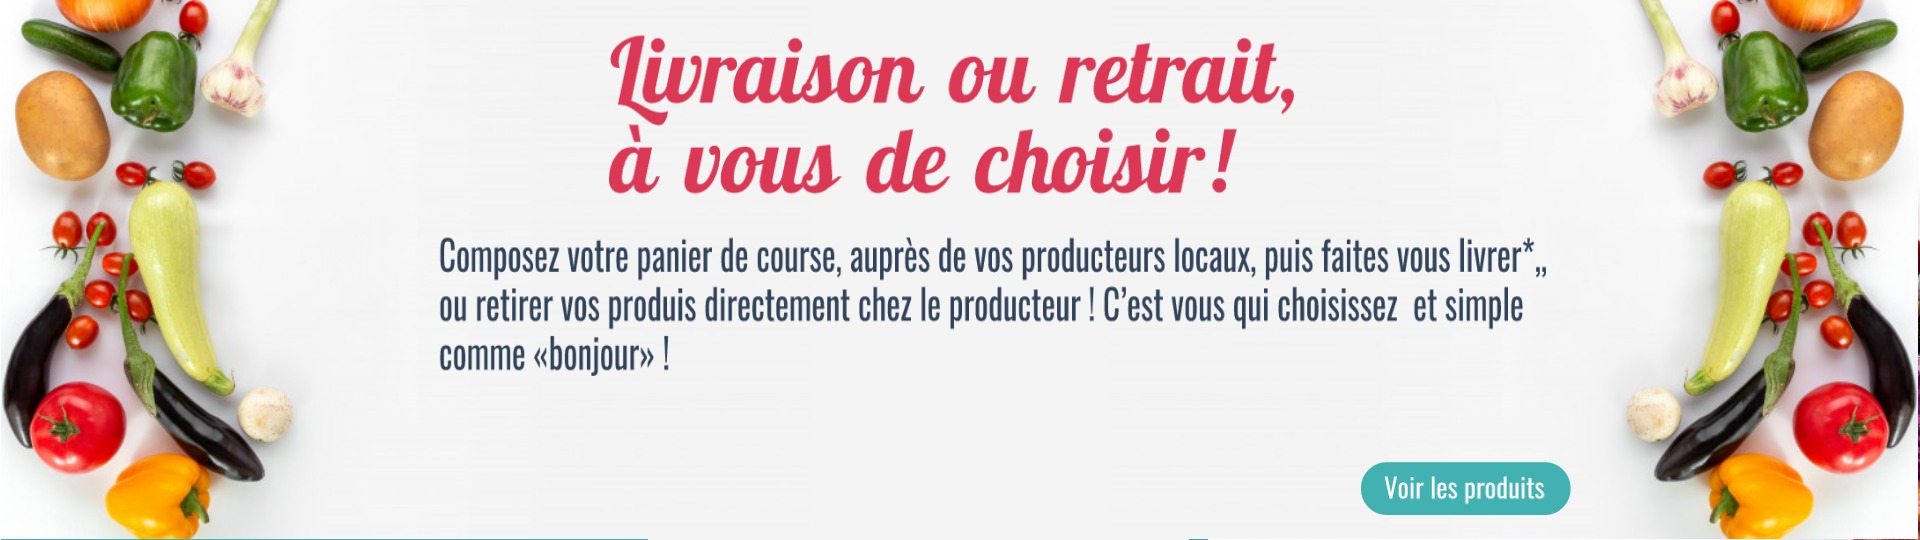 Livraison ou retrait,
à vous de choisir !
Composez votre panier de course, auprès de vos producteurs locaux, puis faites vous livrer*,,
ou retirer vos produis directement chez le producteur ! C’est vous qui choisissez  et simple
comme «bonjour» !
Voir les produits